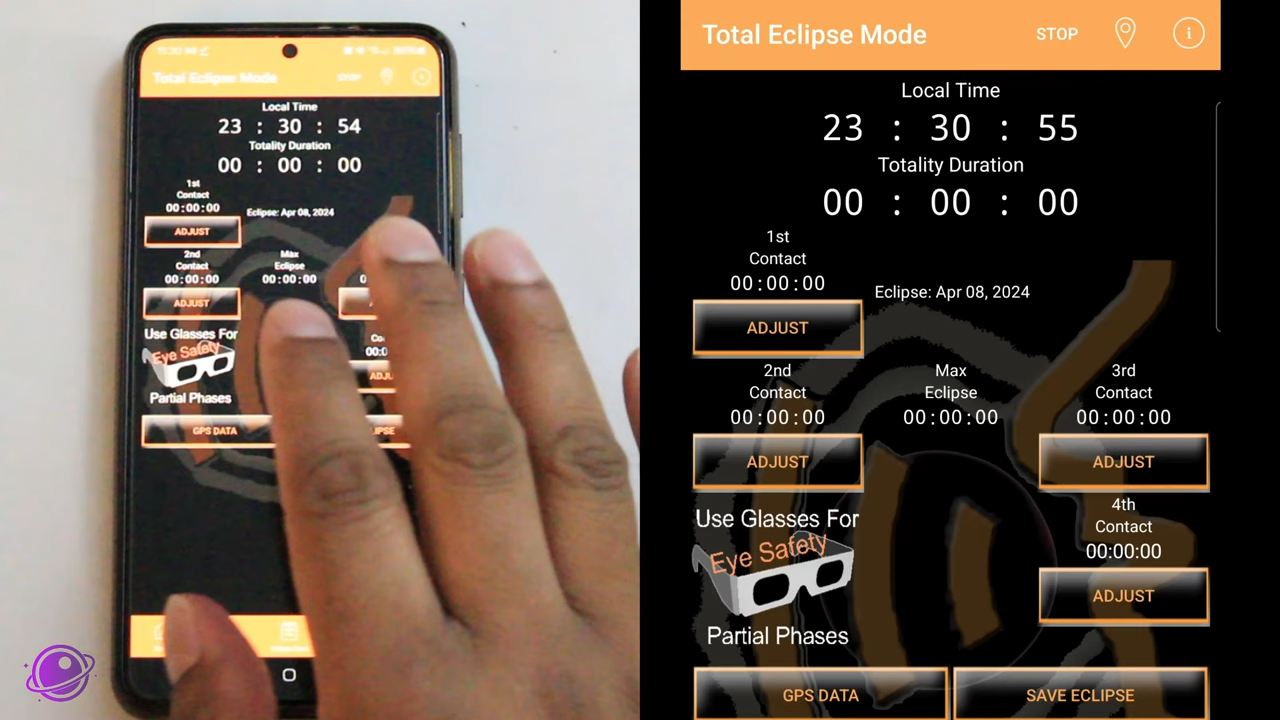 Total Eclipse Mode STOP
Local Time
23 : 30 : 54
Totality Duration
00 : 00 : 00
1st
Contact
00:00:00
ADJUST
Eclipse: Apr 08, 2024
2nd
Contact
00:00:00
ADJUST
Max
Eclipse
00:00:00
Use Glasses For
Eye Safety
Partial Phases
GPS DATA
Total Eclipse Mode STOP i
Local Time
23 : 30 : 55
Totality Duration
00 : 00 : 00
1st
Contact
00:00:00
ADJUST
Eclipse: Apr 08, 2024
2nd
Contact
00:00:00
ADJUST
Max
Eclipse
00:00:00
3rd
Contact
00:00:00
ADJUST
Use Glasses For
Eye Safety
Partial Phases
4th
Contact
00:00:00
ADJUST
GPS DATA SAVE ECLIPSE